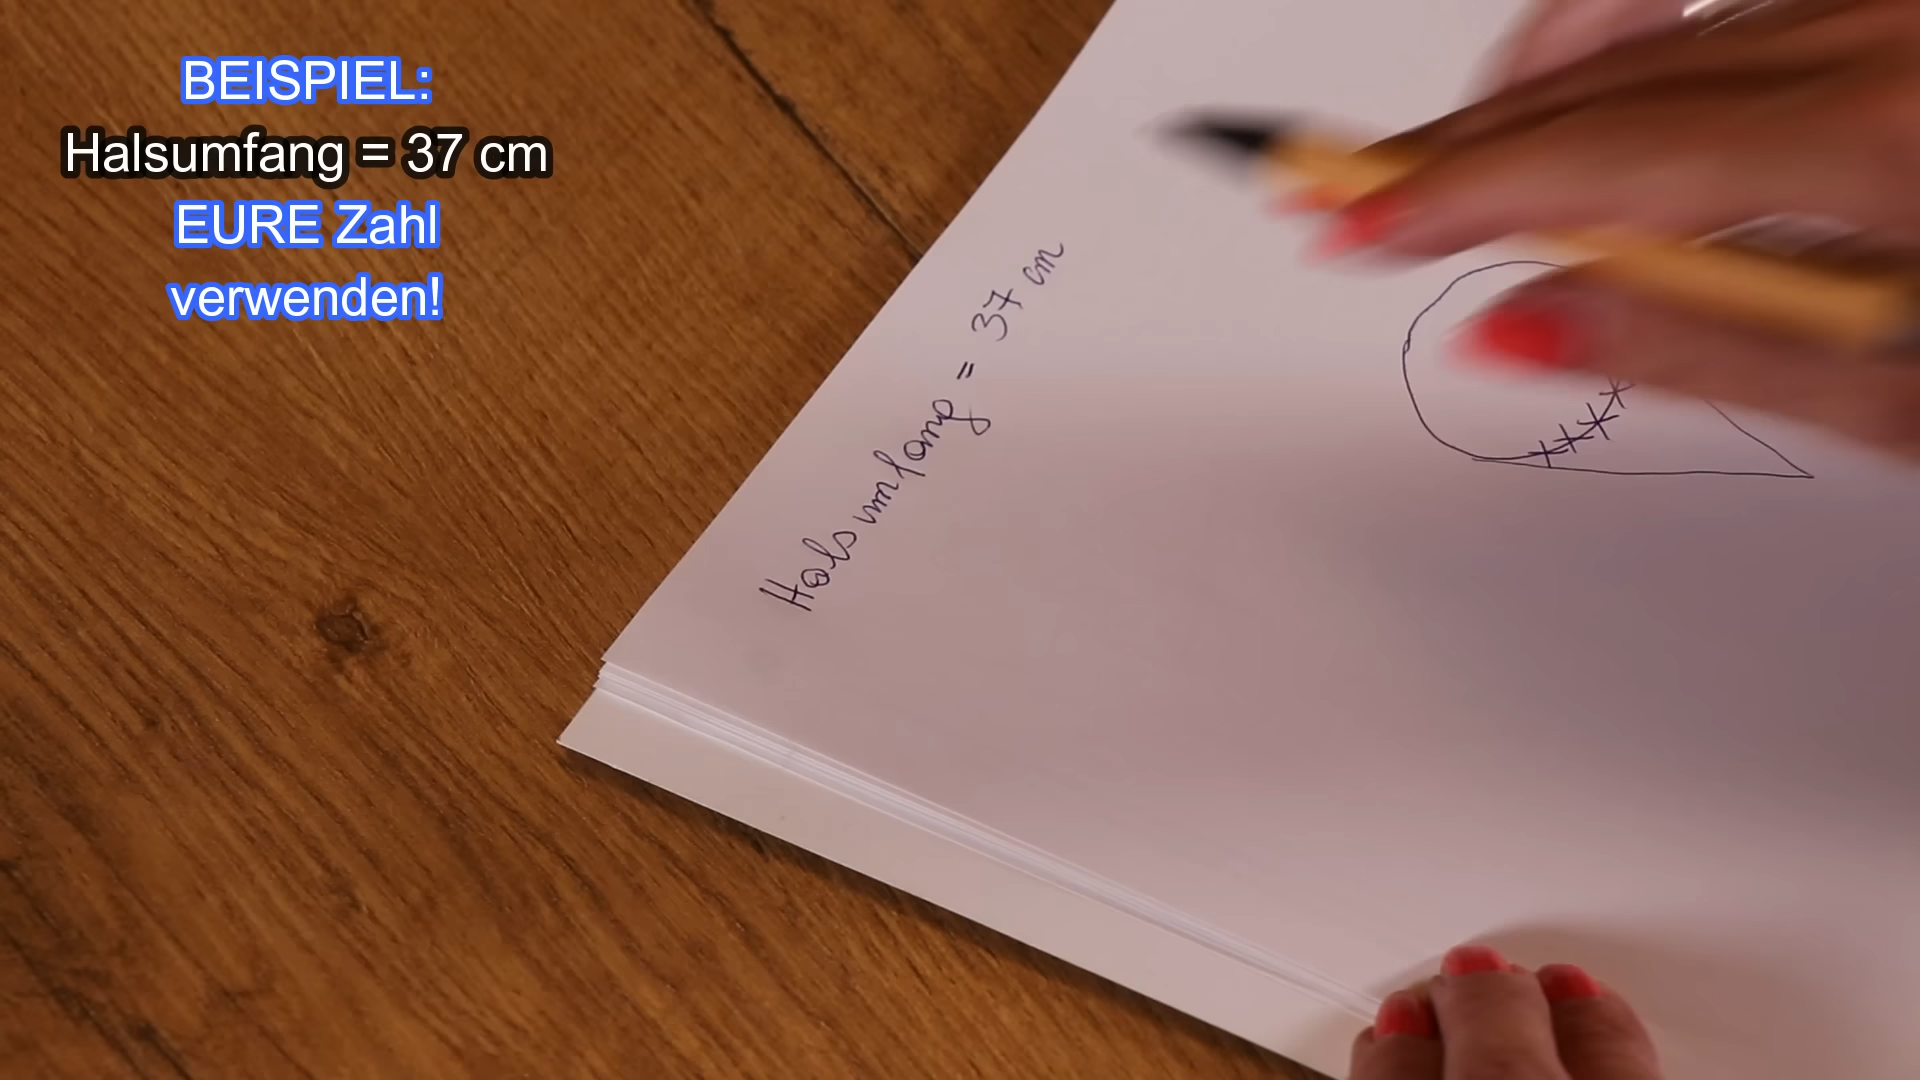 BEISPIEL:
Halsumfang = 37 cm
EURE Zahl
verwenden!
Halsumfang = 37 cm